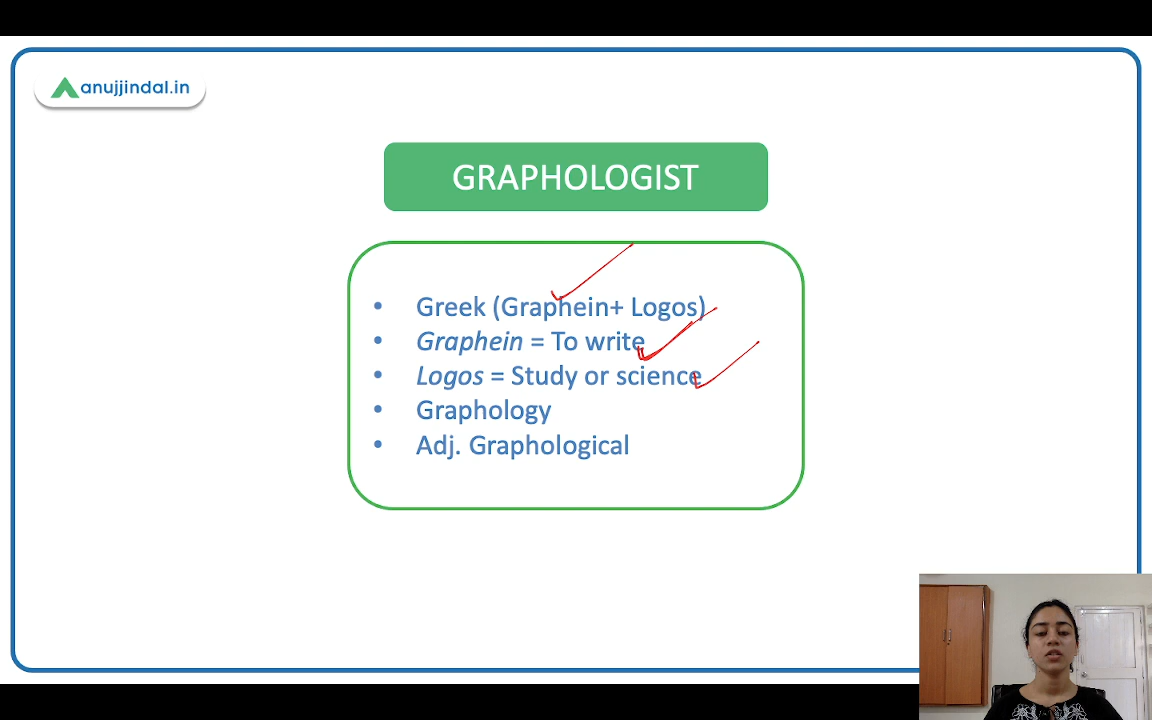 anujjindal.in
GRAPHOLOGIST
• Greek (Graphein+ Logos)
• Graphein = To write
• Logos = Study or science
• Graphology
• Adj. Graphological